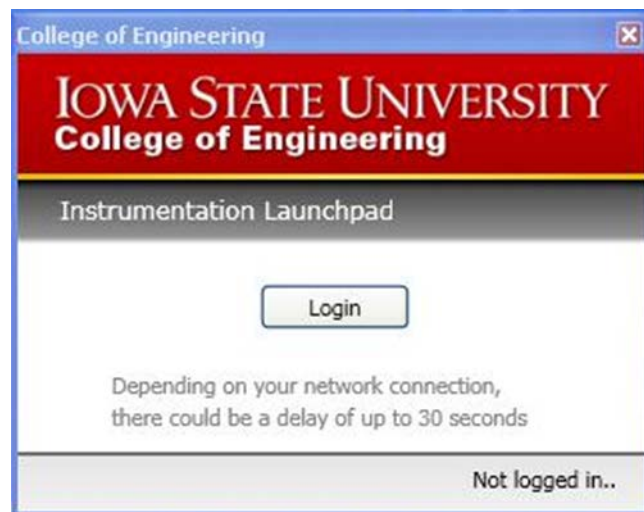 College of Engineering
IOWA STATE UNIVERSITY
College of Engineering
Instrumentation Launchpad
Login
Depending on your network connection,
there could be a delay of up to 30 seconds
Not logged in..